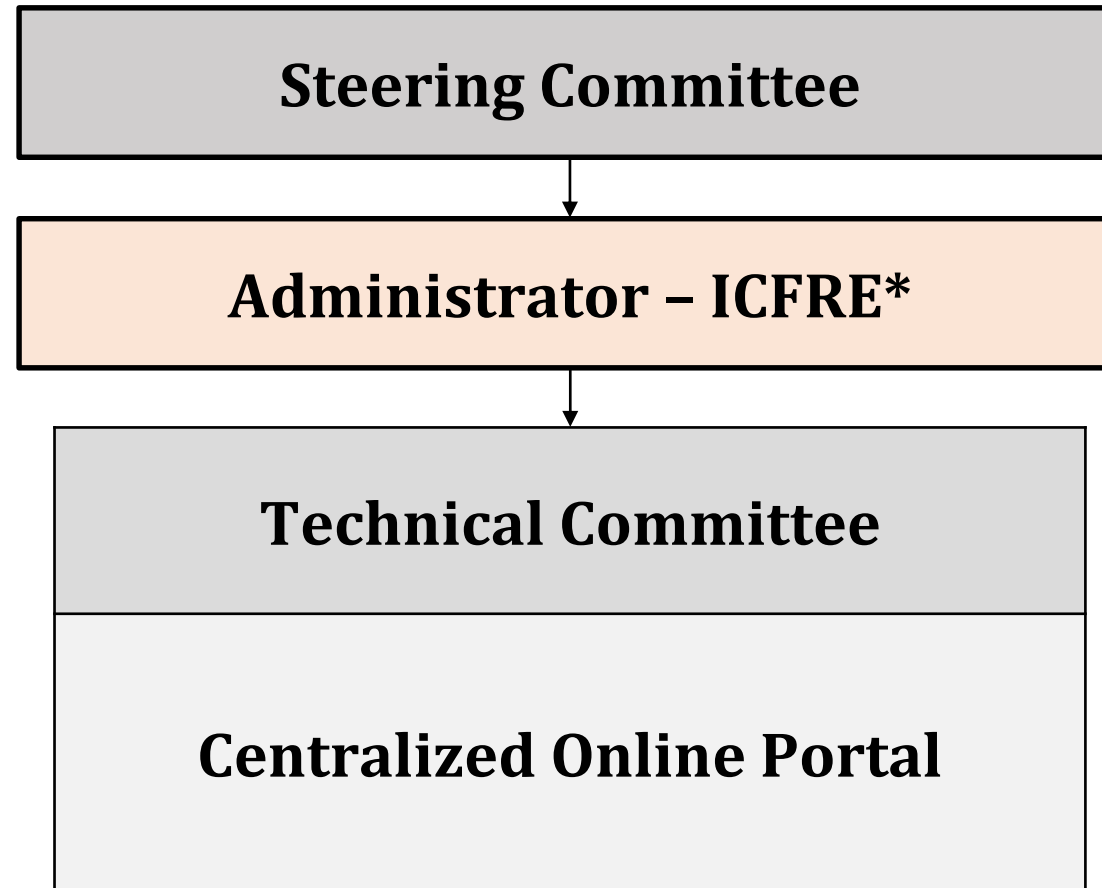 Steering Committee
Administrator – ICFRE*
Technical Committee
Centralized Online Portal